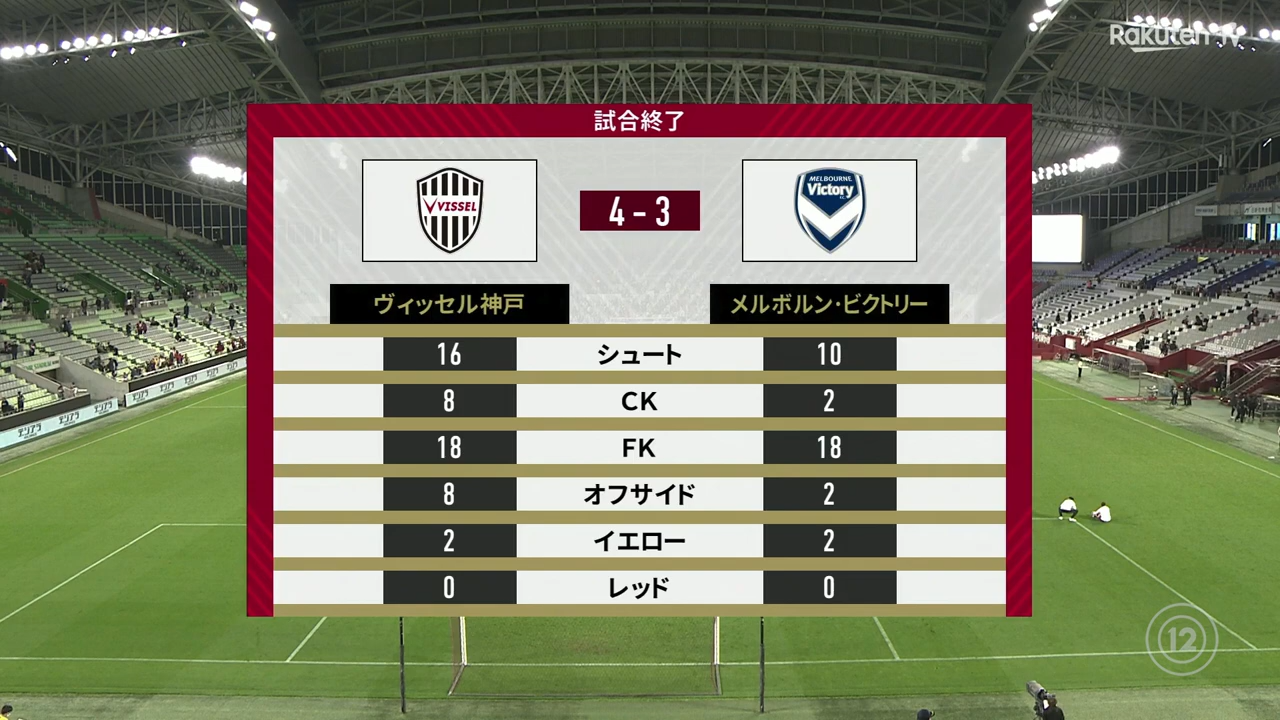 Rakuten TV
試合終了
VISSEL
4 - 3
MELBOURNE
Victory
ヴィッセル神戸
メルボルン・ビクトリー
16 シュート 10
8 CK 2
18 FK 18
8 オフサイド 2
2 イエロー 2
0 レッド 0
12